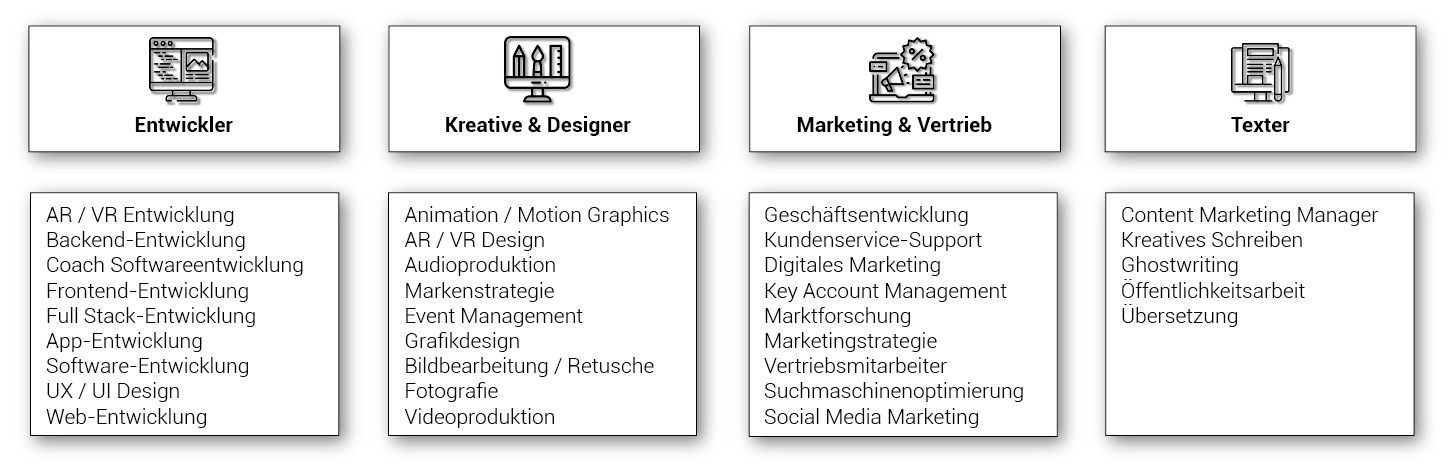 Entwickler
Kreative & Designer
Marketing & Vertrieb
Texter
AR / VR Entwicklung
Backend-Entwicklung
Coach Softwareentwicklung
Frontend-Entwicklung
Full Stack-Entwicklung
App-Entwicklung
Software-Entwicklung
UX / UI Design
Web-Entwicklung
Animation / Motion Graphics
AR / VR Design
Audioproduktion
Markenstrategie
Event Management
Grafikdesign
Bildbearbeitung / Retusche
Fotografie
Videoproduktion
Geschäftsentwicklung
Kundenservice-Support
Digitales Marketing
Key Account Management
Marktforschung
Marketingstrategie
Vertriebsmitarbeiter
Suchmaschinenoptimierung
Social Media Marketing
Content Marketing Manager
Kreatives Schreiben
Ghostwriting
Öffentlichkeitsarbeit
Übersetzung